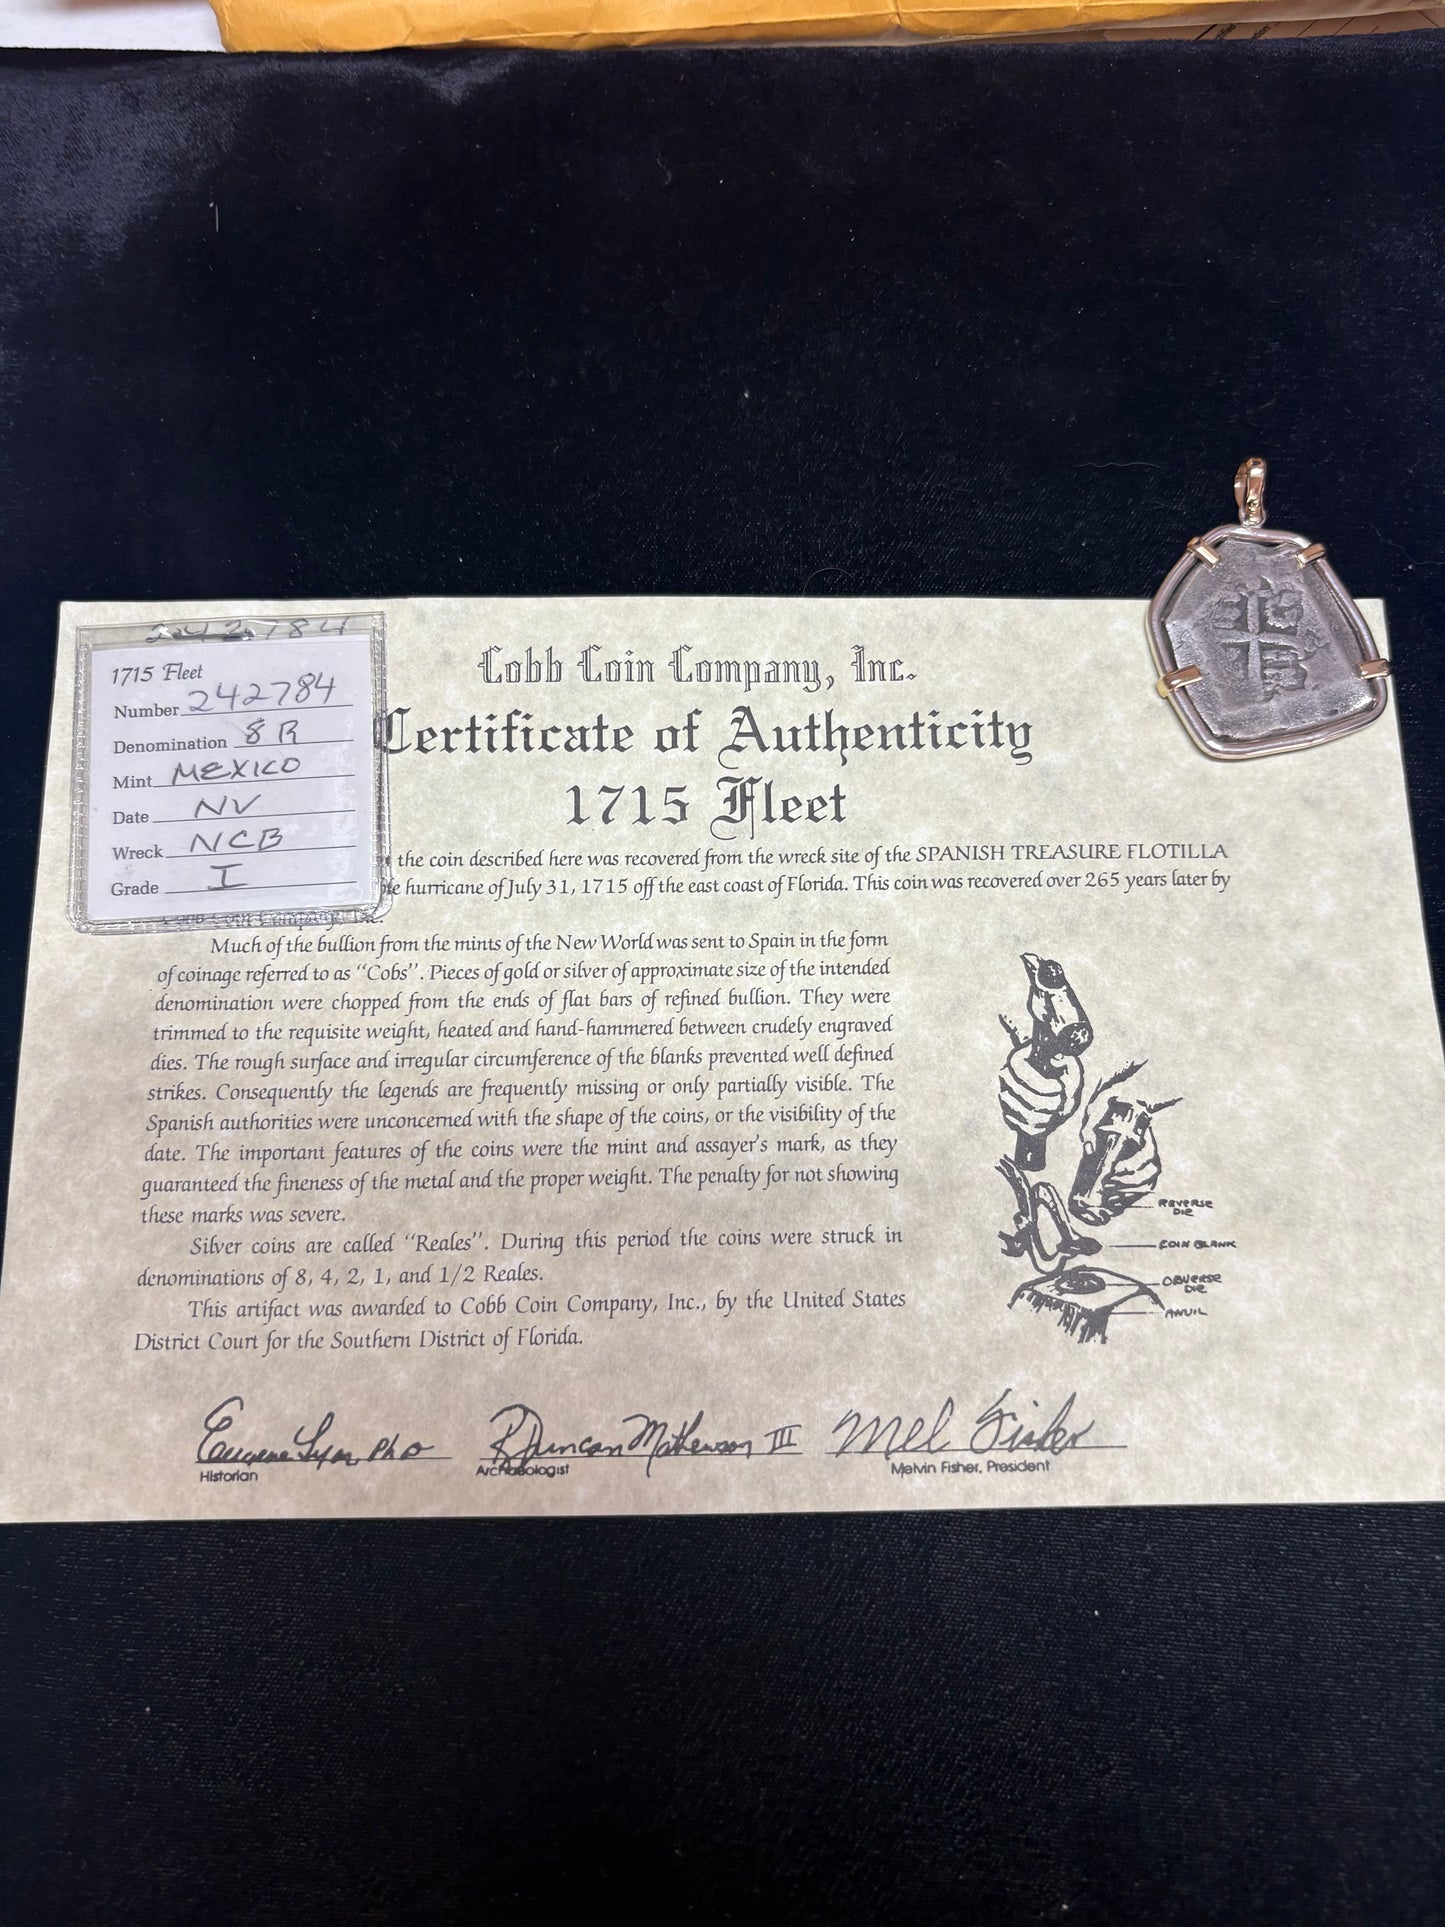 242784
1715 Fleet
Number 242784
Denomination 8R
Mint MEXICO
Date NV
Wreck NCB
Grade I
Cobb Coin Company, Inc.
Certificate of Authenticity
1715 Fleet
the coin described here was recovered from the wreck site of the SPANISH TREASURE FLOTILLA
hurricane of July 31, 1715 off the east coast of Florida. This coin was recovered over 265 years later by
Cobb Coin Company, Inc.
Much of the bullion from the mints of the New World was sent to Spain in the form
of coinage referred to as "Cobs". Pieces of gold or silver of approximate size of the intended
denomination were chopped from the ends of flat bars of refined bullion. They were
trimmed to the requisite weight, heated and hand-hammered between crudely engraved
dies. The rough surface and irregular circumference of the blanks prevented well defined
strikes. Consequently the legends are frequently missing or only partially visible. The
Spanish authorities were unconcerned with the shape of the coins, or the visibility of the
date. The important features of the coins were the mint and assayer's mark, as they
guaranteed the fineness of the metal and the proper weight. The penalty for not showing
these marks was severe.
Silver coins are called "Reales". During this period the coins were struck in
denominations of 8, 4, 2, 1, and 1/2 Reales.
This artifact was awarded to Cobb Coin Company, Inc., by the United States
District Court for the Southern District of Florida.
REVERSE
DIE
COIN BLANK
OBVERSE
DIE
ANVIL
Eugene Lyon PhD
Historian
R Duncan Mathewson III
Archaeologist
Mel Fisher
Melvin Fisher, President